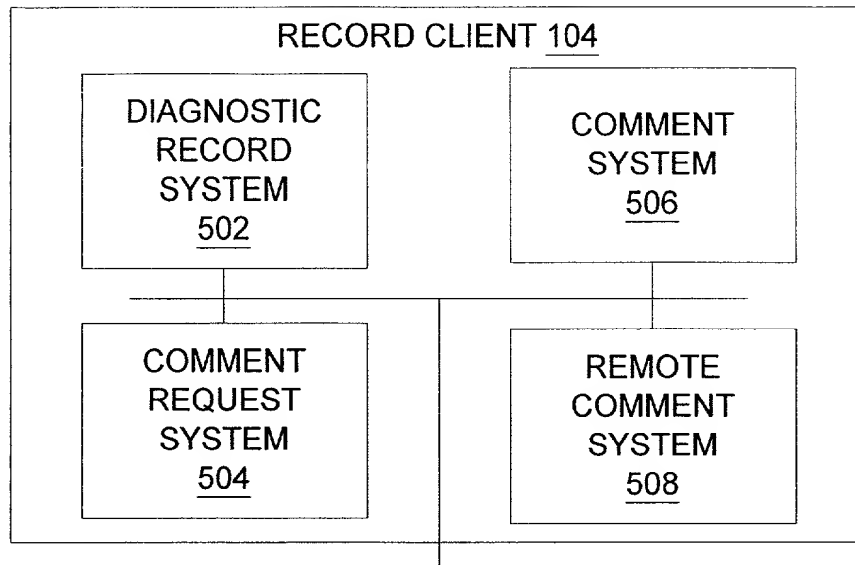 RECORD CLIENT 104
DIAGNOSTIC
RECORD
SYSTEM
502
COMMENT
SYSTEM
506
COMMENT
REQUEST
SYSTEM
504
REMOTE
COMMENT
SYSTEM
508